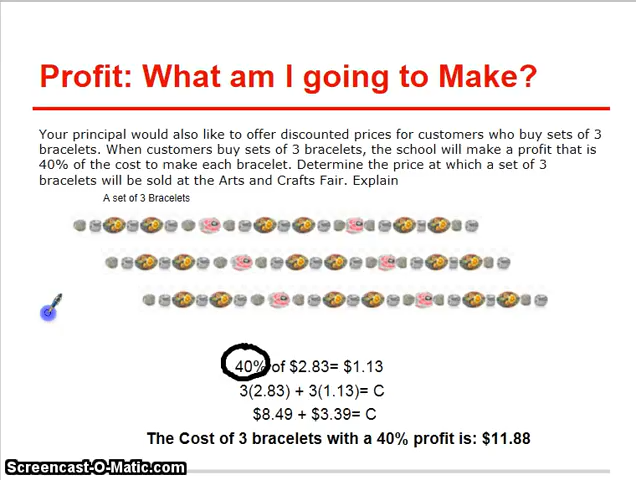 Profit: What am I going to Make?
Your principal would also like to offer discounted prices for customers who buy sets of 3
bracelets. When customers buy sets of 3 bracelets, the school will make a profit that is
40% of the cost to make each bracelet. Determine the price at which a set of 3
bracelets will be sold at the Arts and Crafts Fair. Explain
A set of 3 Bracelets
40% of $2.83= $1.13
3(2.83) + 3(1.13)= C
$8.49 + $3.39= C
The Cost of 3 bracelets with a 40% profit is: $11.88
Screencast-O-Matic.com